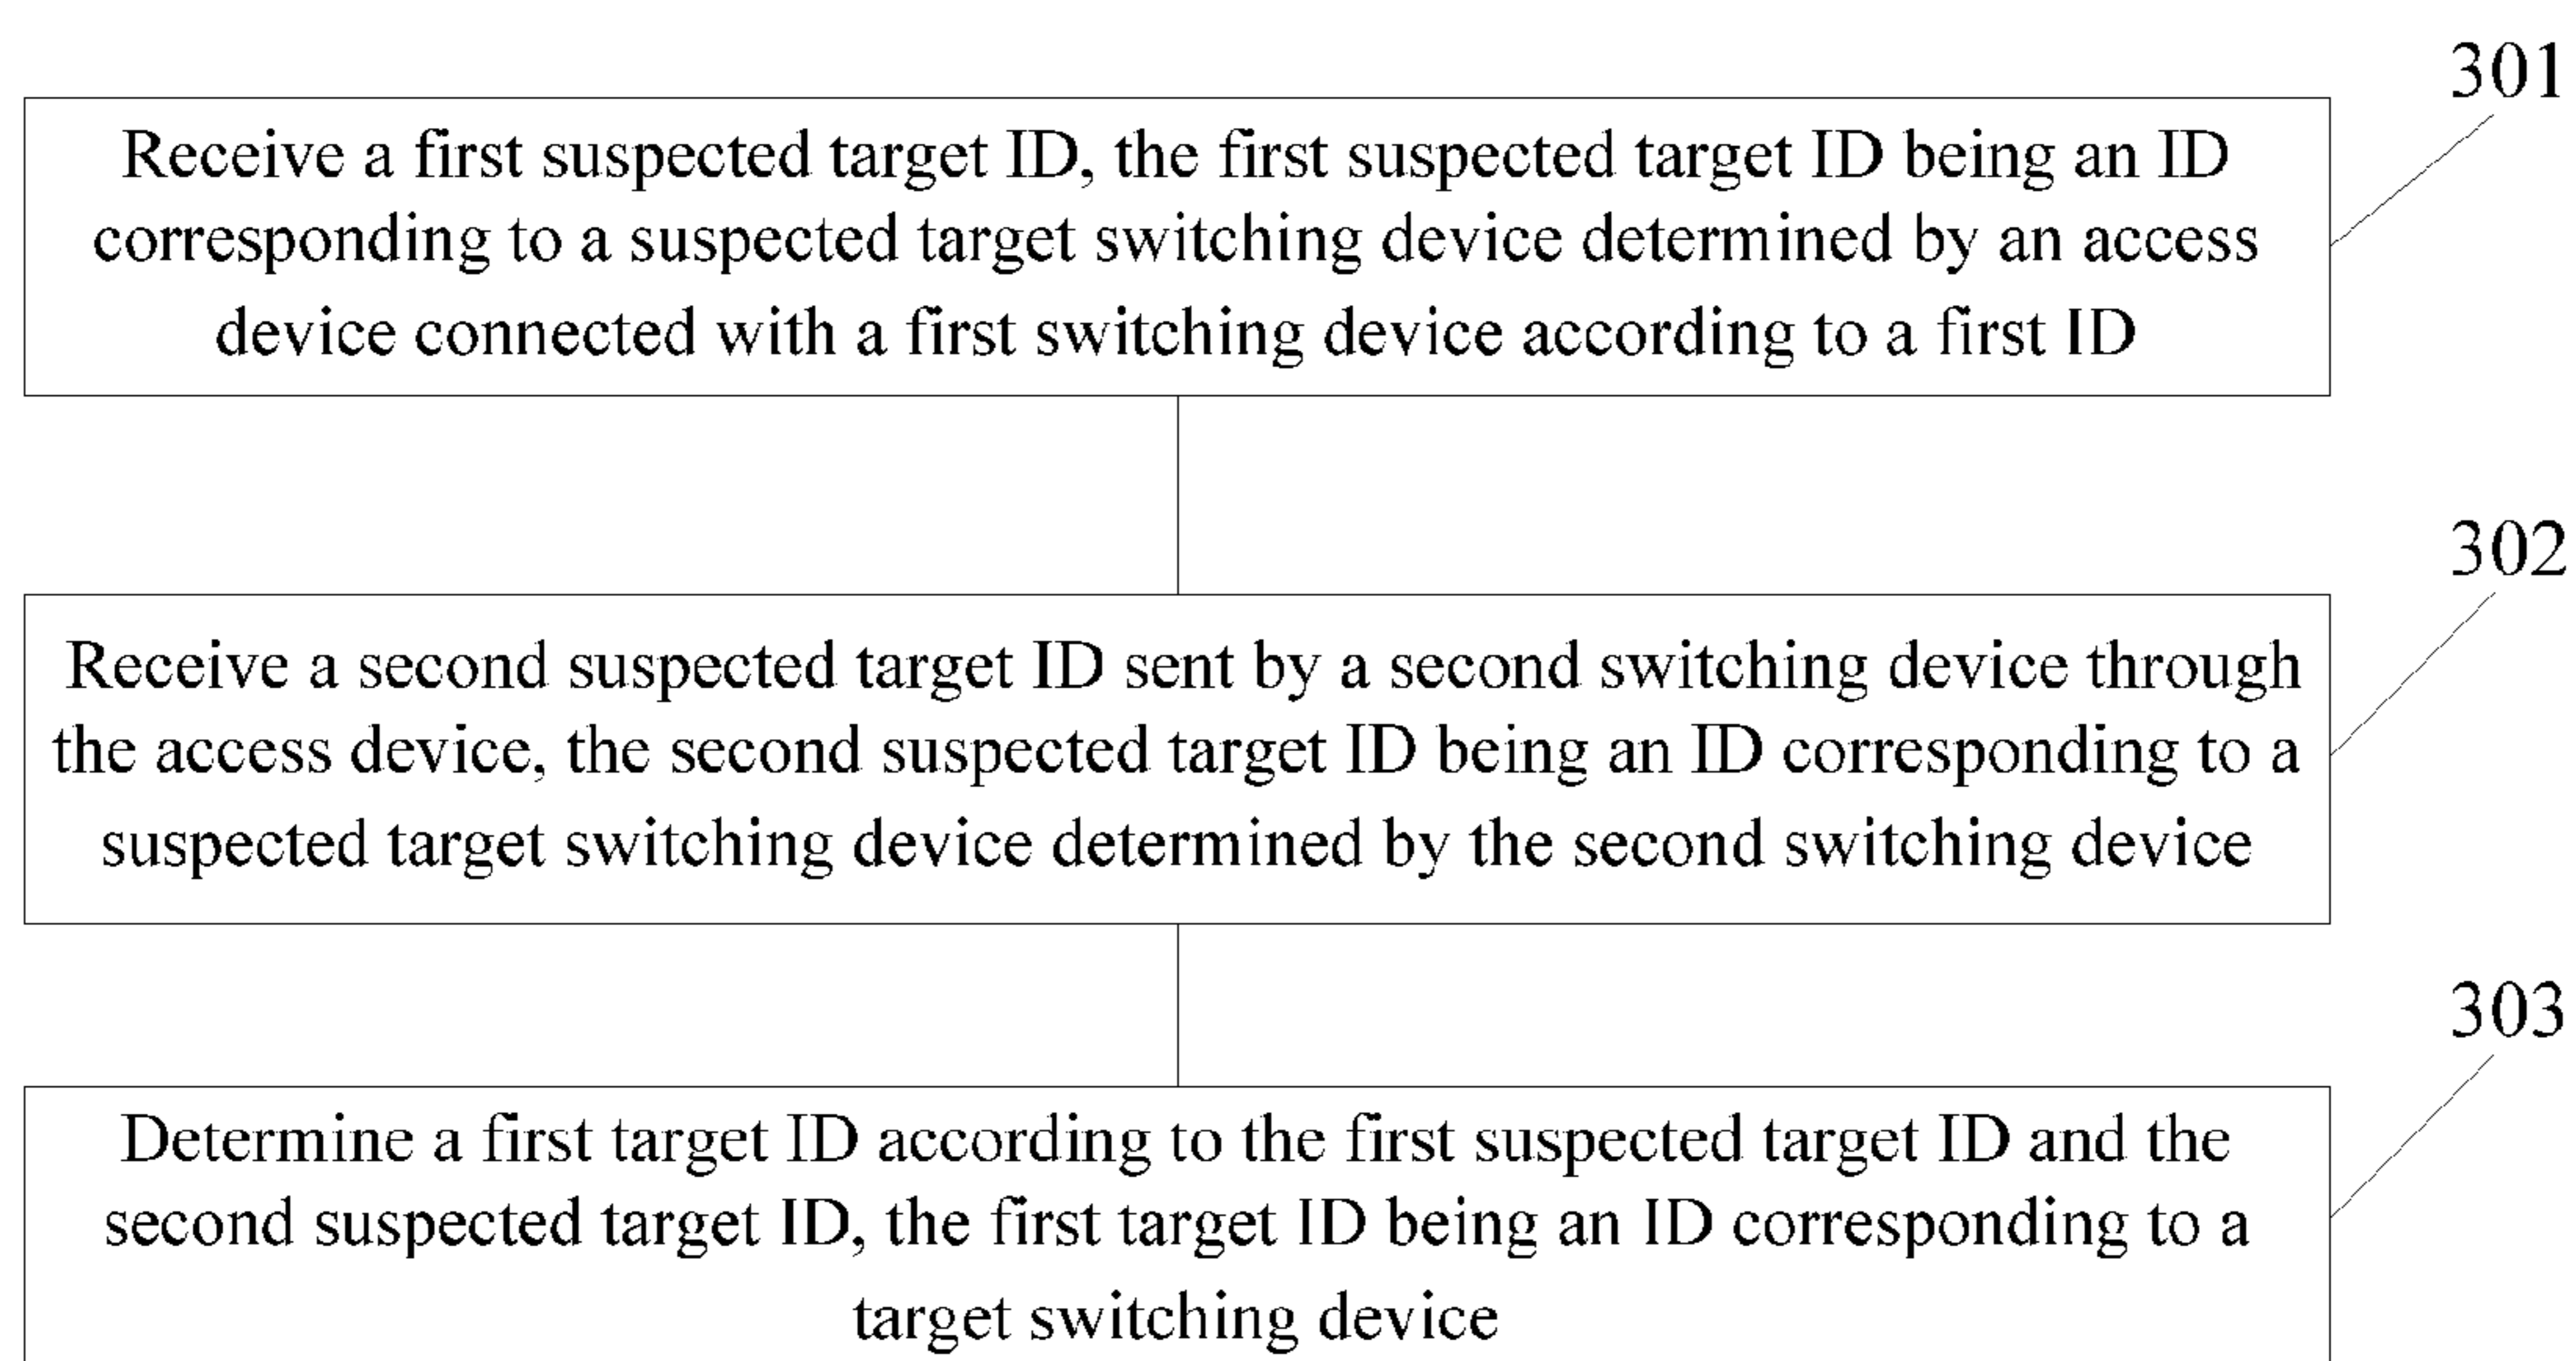 301
Receive a first suspected target ID, the first suspected target ID being an ID
corresponding to a suspected target switching device determined by an access
device connected with a first switching device according to a first ID
302
Receive a second suspected target ID sent by a second switching device through
the access device, the second suspected target ID being an ID corresponding to a
suspected target switching device determined by the second switching device
303
Determine a first target ID according to the first suspected target ID and the
second suspected target ID, the first target ID being an ID corresponding to a
target switching device